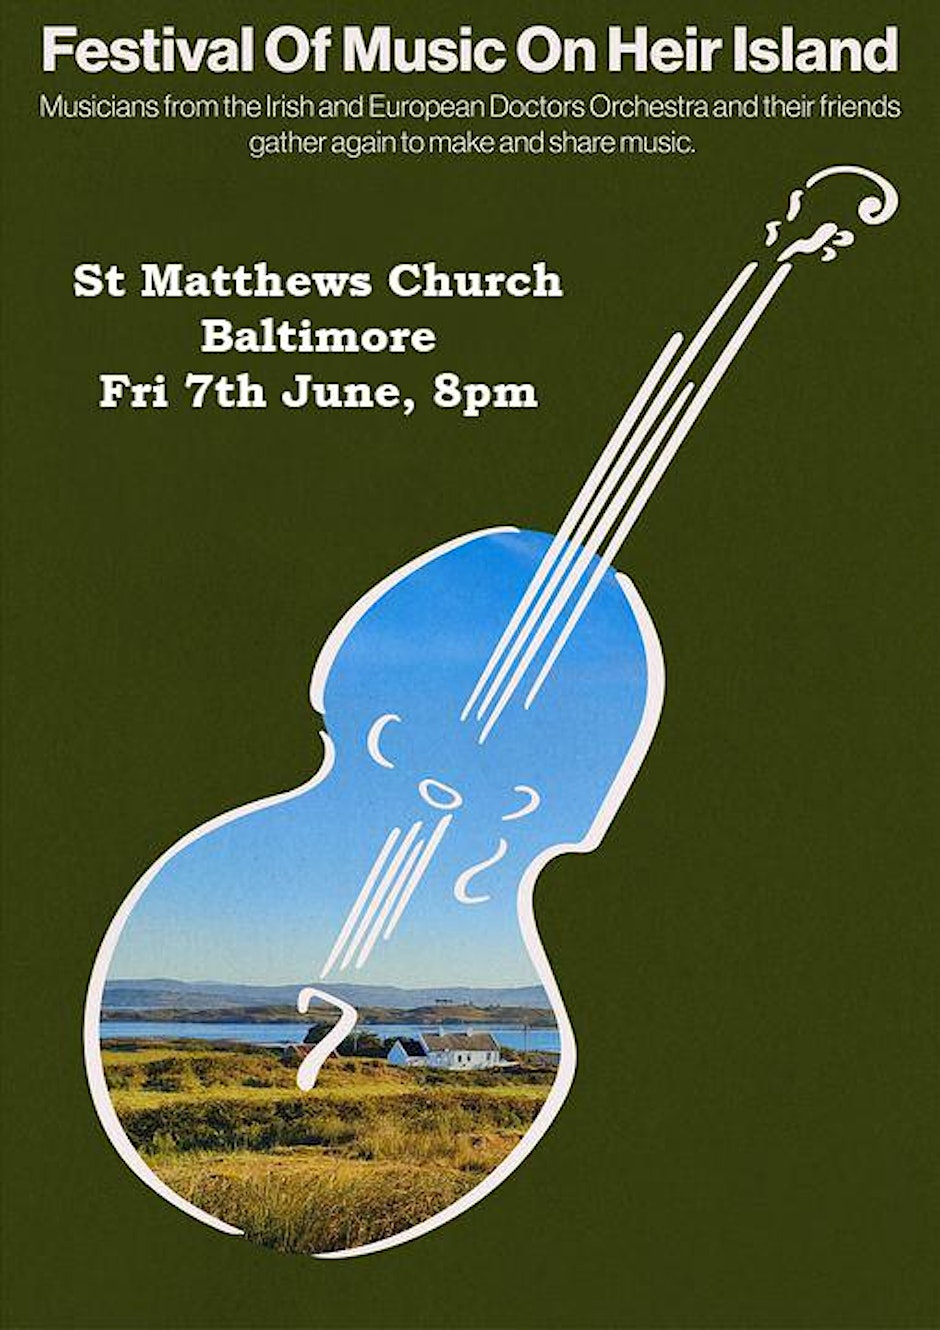 Festival Of Music On Heir Island
Musicians from the Irish and European Doctors Orchestra and their friends
gather again to make and share music.
St Matthews Church
Baltimore
Fri 7th June, 8pm